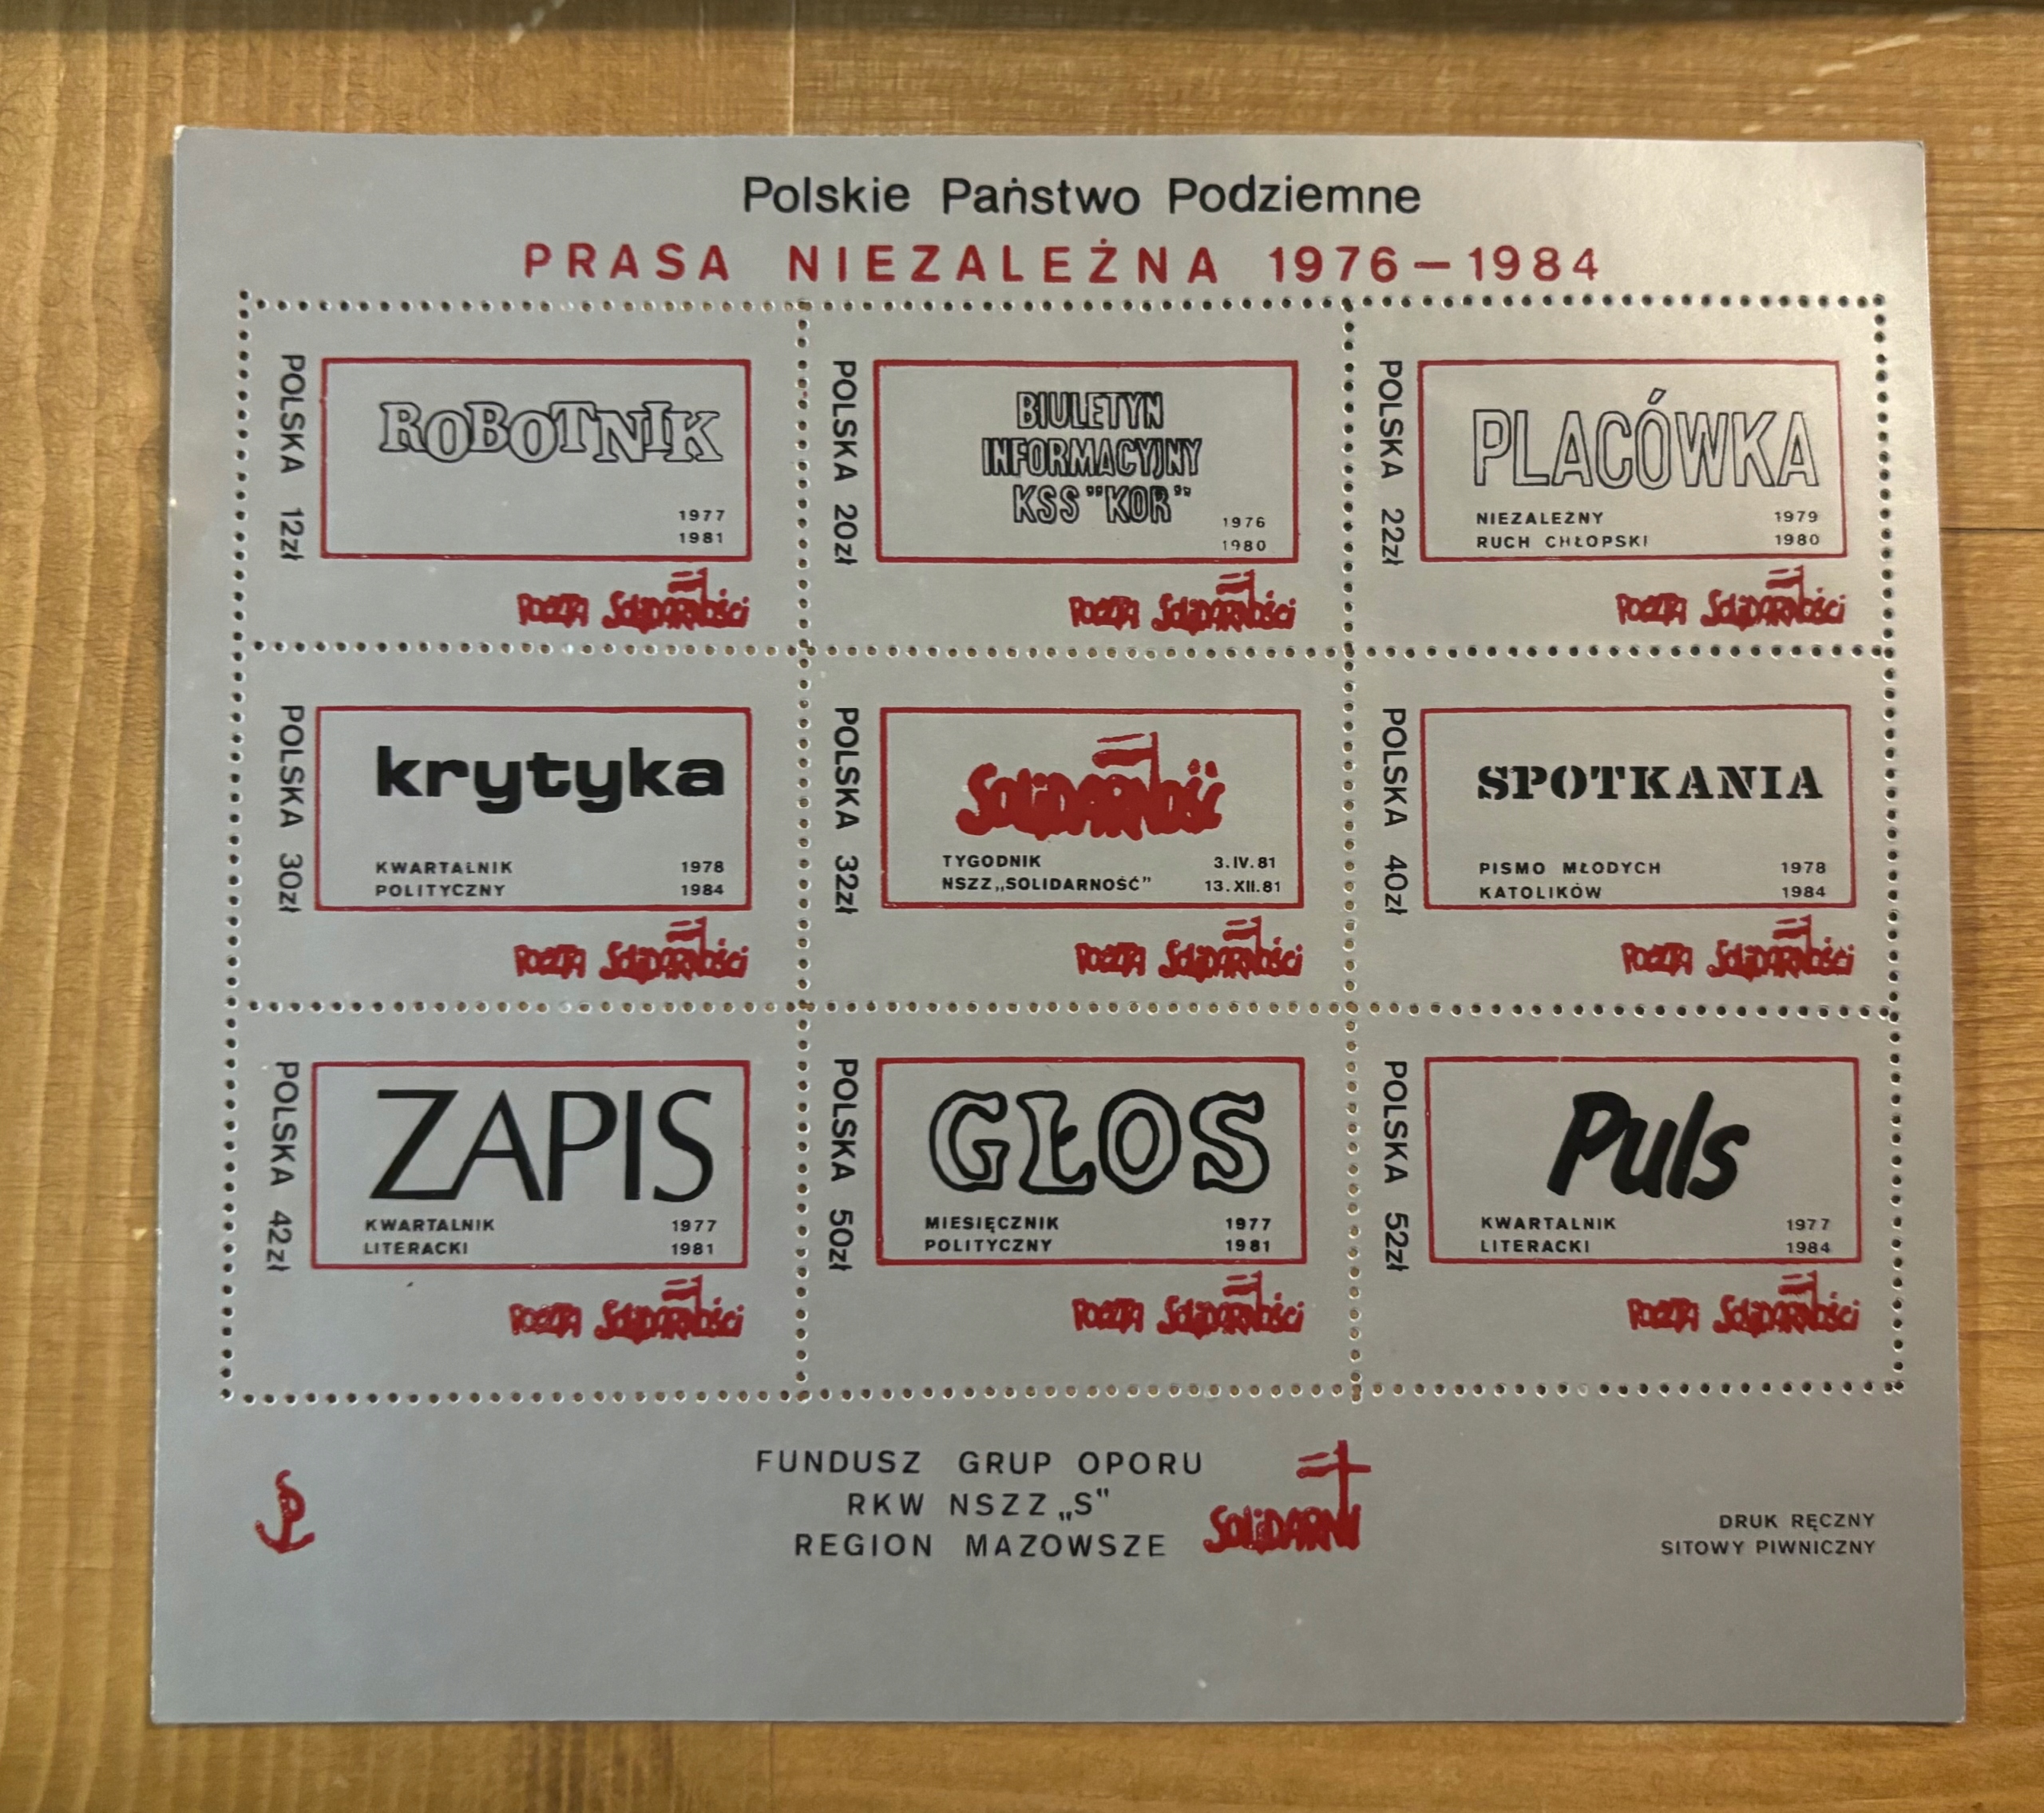 Polskie Państwo Podziemne
PRASA NIEZALEŻNA 1976–1984
POLSKA 12zł
ROBOTNIK
1977
1981
POCZTA SOLIDARNOŚCI
POLSKA 20zł
BIULETYN
INFORMACYJNY
KSS "KOR"
1976
1980
POCZTA SOLIDARNOŚCI
POLSKA 22zł
PLACÓWKA
NIEZALEŻNY 1979
RUCH CHŁOPSKI 1980
POCZTA SOLIDARNOŚCI
POLSKA 30zł
krytyka
KWARTALNIK 1978
POLITYCZNY 1984
POCZTA SOLIDARNOŚCI
POLSKA 32zł
SOLIDARNOŚĆ
TYGODNIK 3.IV.81
NSZZ „SOLIDARNOŚĆ” 13.XII.81
POCZTA SOLIDARNOŚCI
POLSKA 40zł
SPOTKANIA
PISMO MŁODYCH 1978
KATOLIKÓW 1984
POCZTA SOLIDARNOŚCI
POLSKA 42zł
ZAPIS
KWARTALNIK 1977
LITERACKI 1981
POCZTA SOLIDARNOŚCI
POLSKA 50zł
GŁOS
MIESIĘCZNIK 1977
POLITYCZNY 1981
POCZTA SOLIDARNOŚCI
POLSKA 52zł
Puls
KWARTALNIK 1977
LITERACKI 1984
POCZTA SOLIDARNOŚCI
FUNDUSZ GRUP OPORU
RKW NSZZ „S”
REGION MAZOWSZE
SOLIDARNI
DRUK RĘCZNY
SITOWY PIWNICZNY